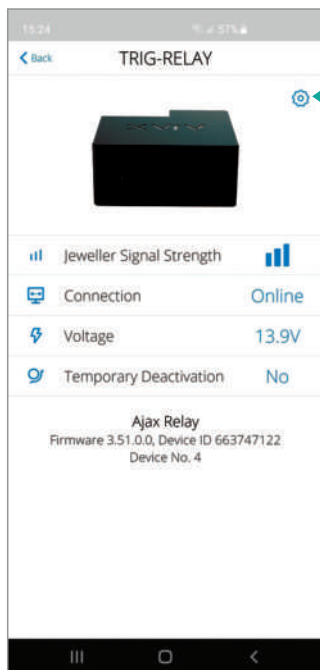 15:24 57%
Back TRIG-RELAY
AJAX
Jeweller Signal Strength
Connection Online
Voltage 13.9V
Temporary Deactivation No
Ajax Relay
Firmware 3.51.0.0, Device ID 663747122
Device No. 4